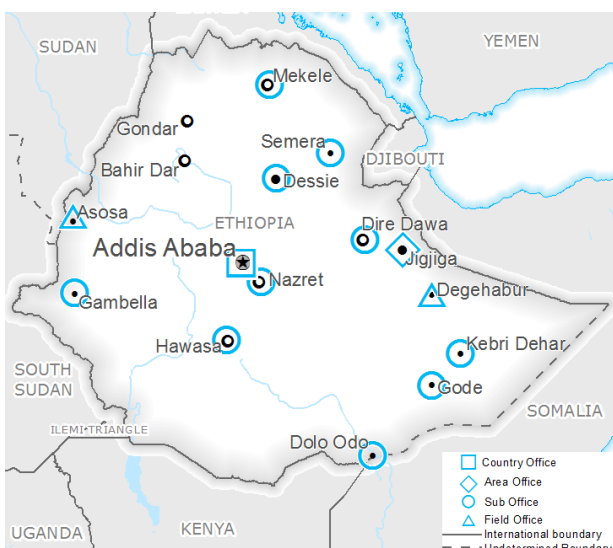 SUDAN
YEMEN
Mekele
Gondar
Semera
Bahir Dar
DJIBOUTI
Dessie
Asosa
ETHIOPIA
Dire Dawa
Addis Ababa
Jigjiga
Nazret
Degehabur
Gambella
Hawasa
Kebri Dehar
SOUTH
SUDAN
Gode
SOMALIA
ILEMI TRIANGLE
Dolo Odo
Country Office
Area Office
Sub Office
Field Office
UGANDA
KENYA
International boundary
Undetermined Boundary